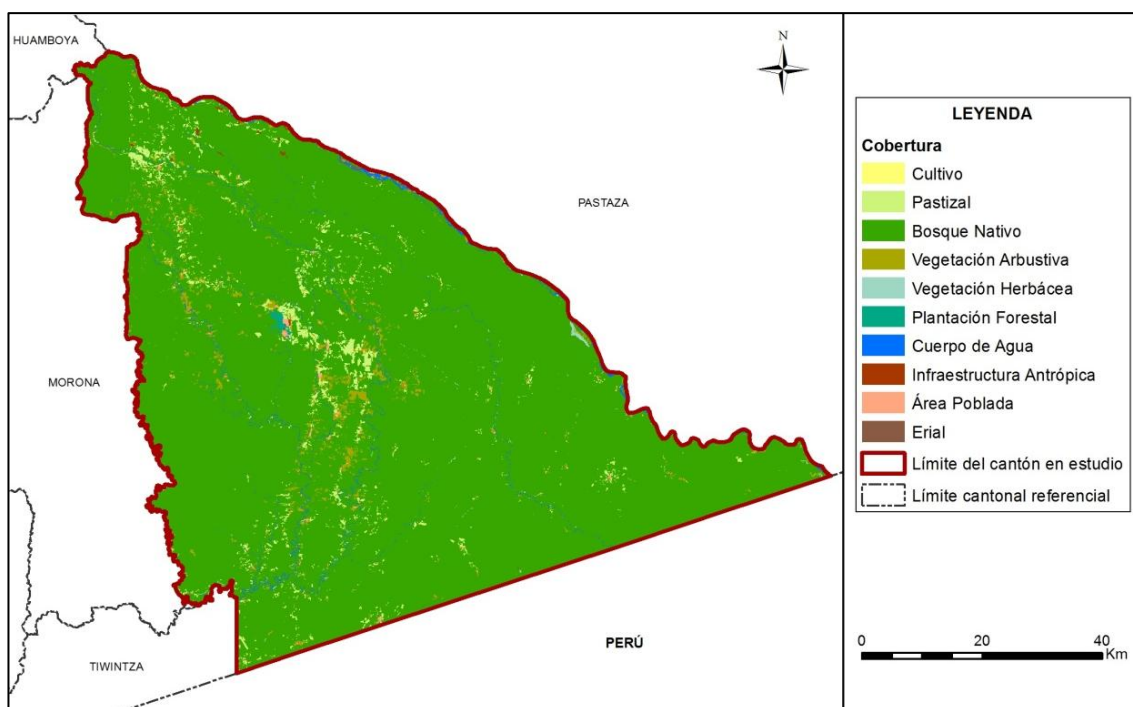 HUAMBOYA
N
PASTAZA
MORONA
TIWINTZA
PERÚ
LEYENDA
Cobertura
Cultivo
Pastizal
Bosque Nativo
Vegetación Arbustiva
Vegetación Herbácea
Plantación Forestal
Cuerpo de Agua
Infraestructura Antrópica
Área Poblada
Erial
Límite del cantón en estudio
Límite cantonal referencial
0 20 40
Km